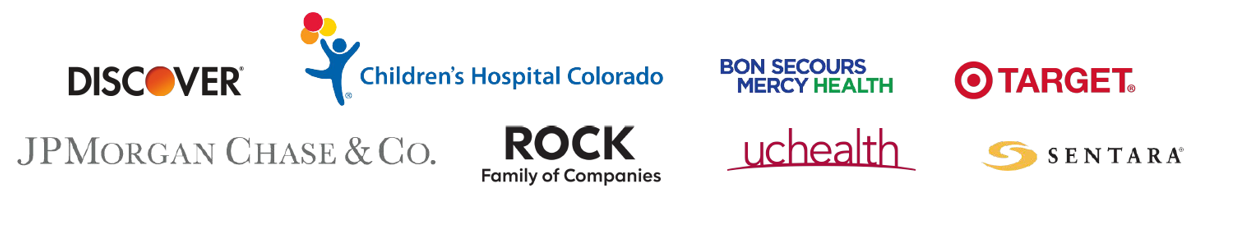 DISCOVER®
Children's Hospital Colorado
®
BON SECOURS
MERCY HEALTH
TARGET®
JPMORGAN CHASE & CO.
ROCK
Family of Companies
uchealth
SENTARA®